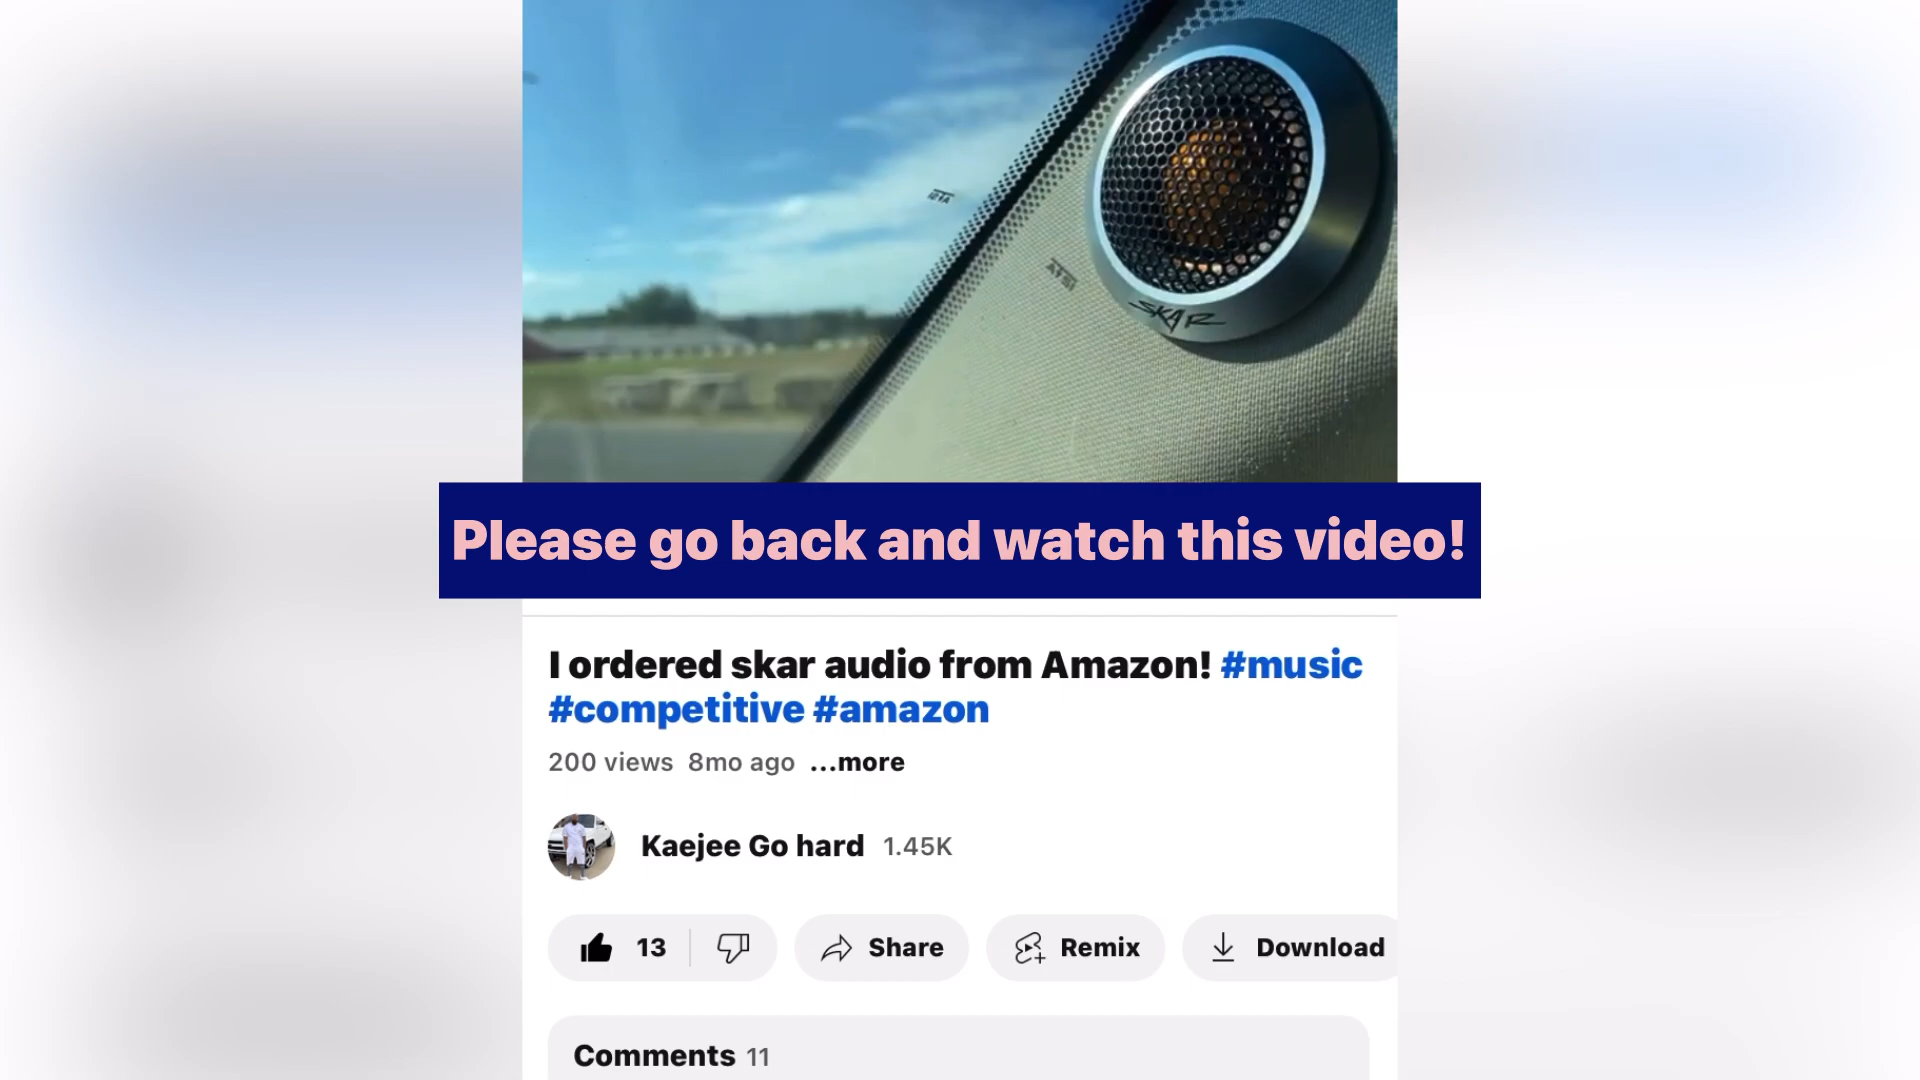 SKAR
Please go back and watch this video!
I ordered skar audio from Amazon! #music
#competitive #amazon
200 views 8mo ago ...more
Kaejee Go hard 1.45K
13 Share Remix Download
Comments 11